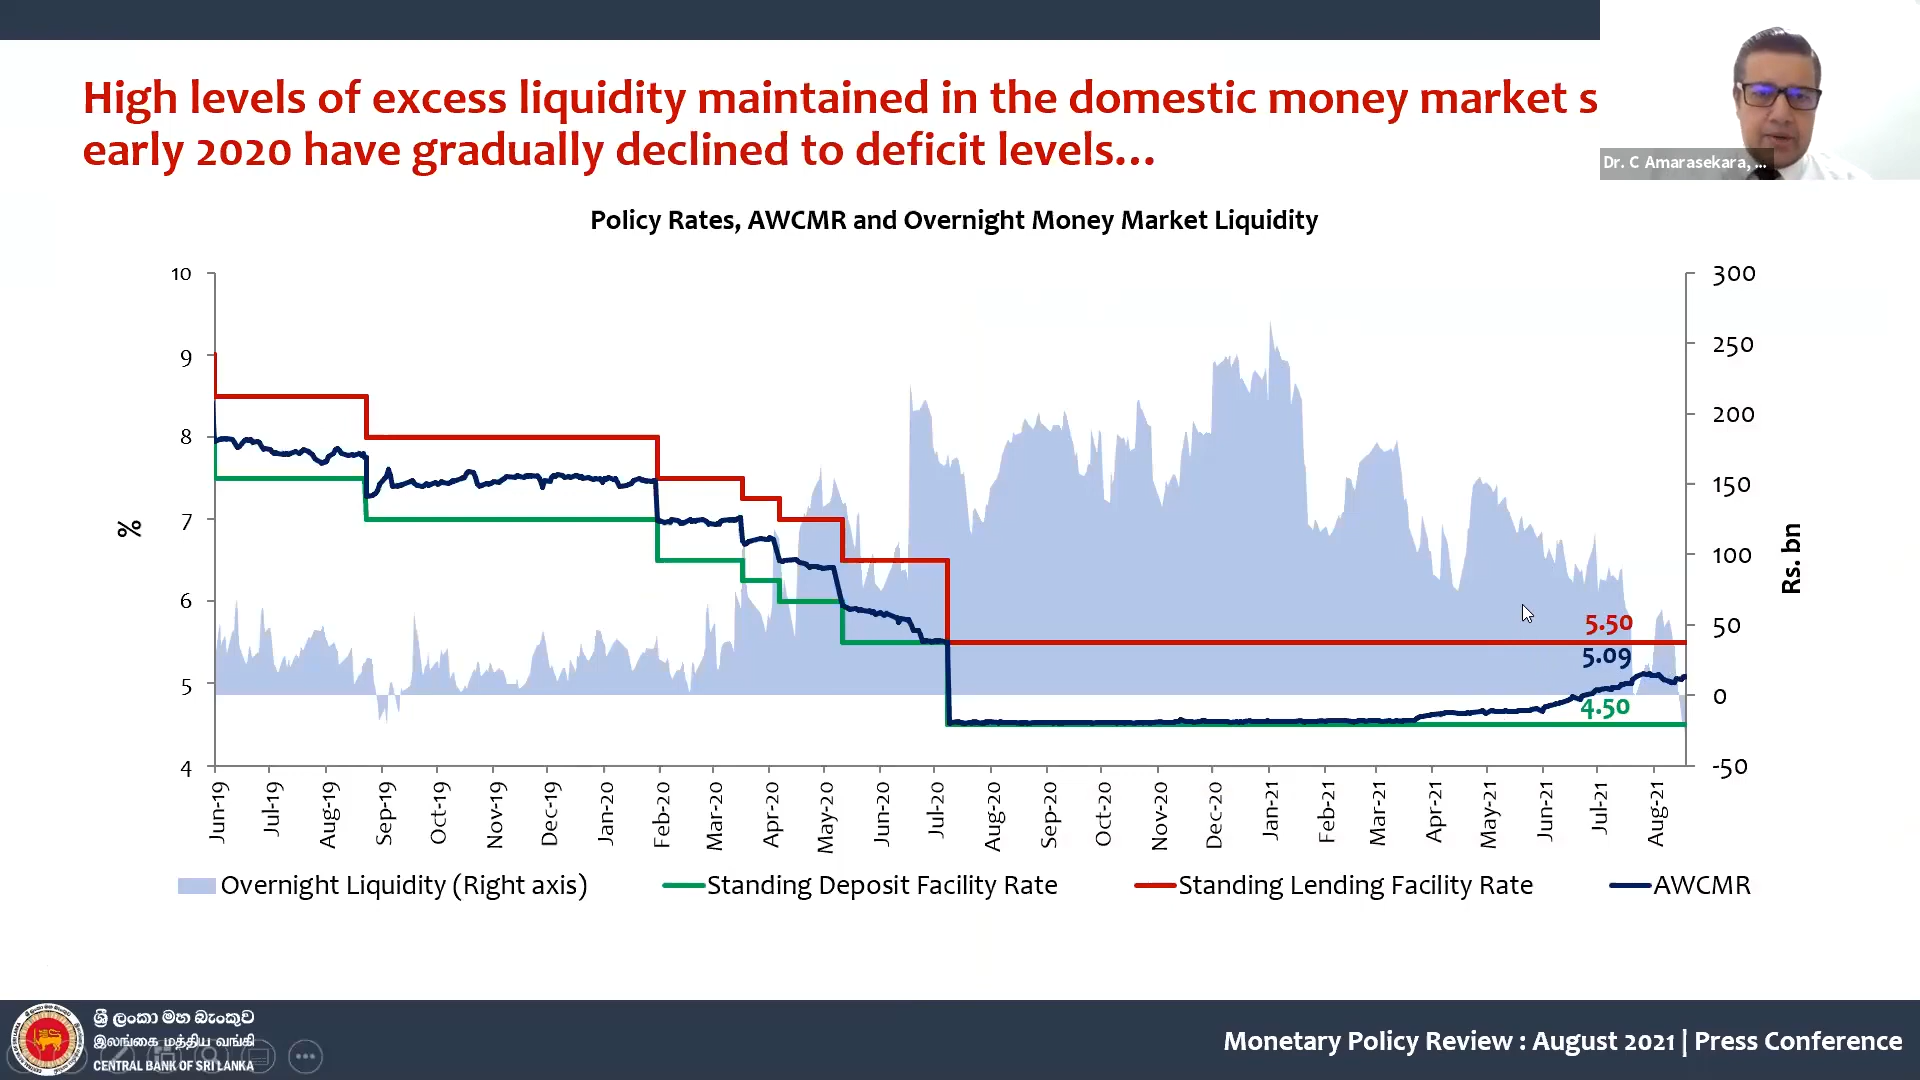 High levels of excess liquidity maintained in the domestic money market s
early 2020 have gradually declined to deficit levels...
Dr. C Amarasekara, ...
Policy Rates, AWCMR and Overnight Money Market Liquidity
10
9
8
7
6
5
4
%
300
250
200
150
100
50
0
-50
Rs. bn
5.50
5.09
4.50
Jun-19
Jul-19
Aug-19
Sep-19
Oct-19
Nov-19
Dec-19
Jan-20
Feb-20
Mar-20
Apr-20
May-20
Jun-20
Jul-20
Aug-20
Sep-20
Oct-20
Nov-20
Dec-20
Jan-21
Feb-21
Mar-21
Apr-21
May-21
Jun-21
Jul-21
Aug-21
Overnight Liquidity (Right axis)
Standing Deposit Facility Rate
Standing Lending Facility Rate
AWCMR
ශ්‍රී ලංකා මහ බැංකුව
இலங்கை மத்திய வங்கி
CENTRAL BANK OF SRI LANKA
Monetary Policy Review : August 2021 | Press Conference